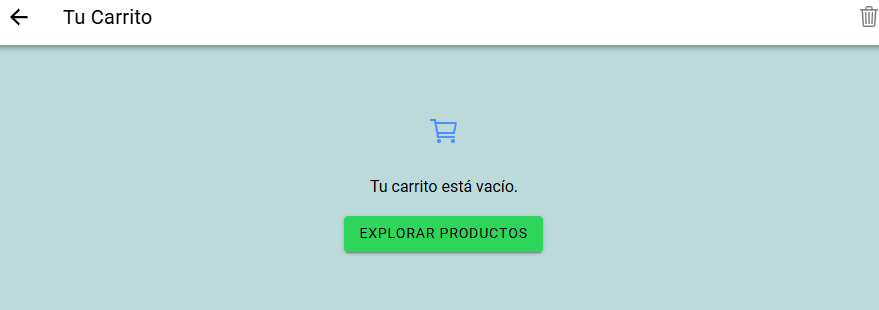 Tu Carrito
Tu carrito está vacío.
EXPLORAR PRODUCTOS